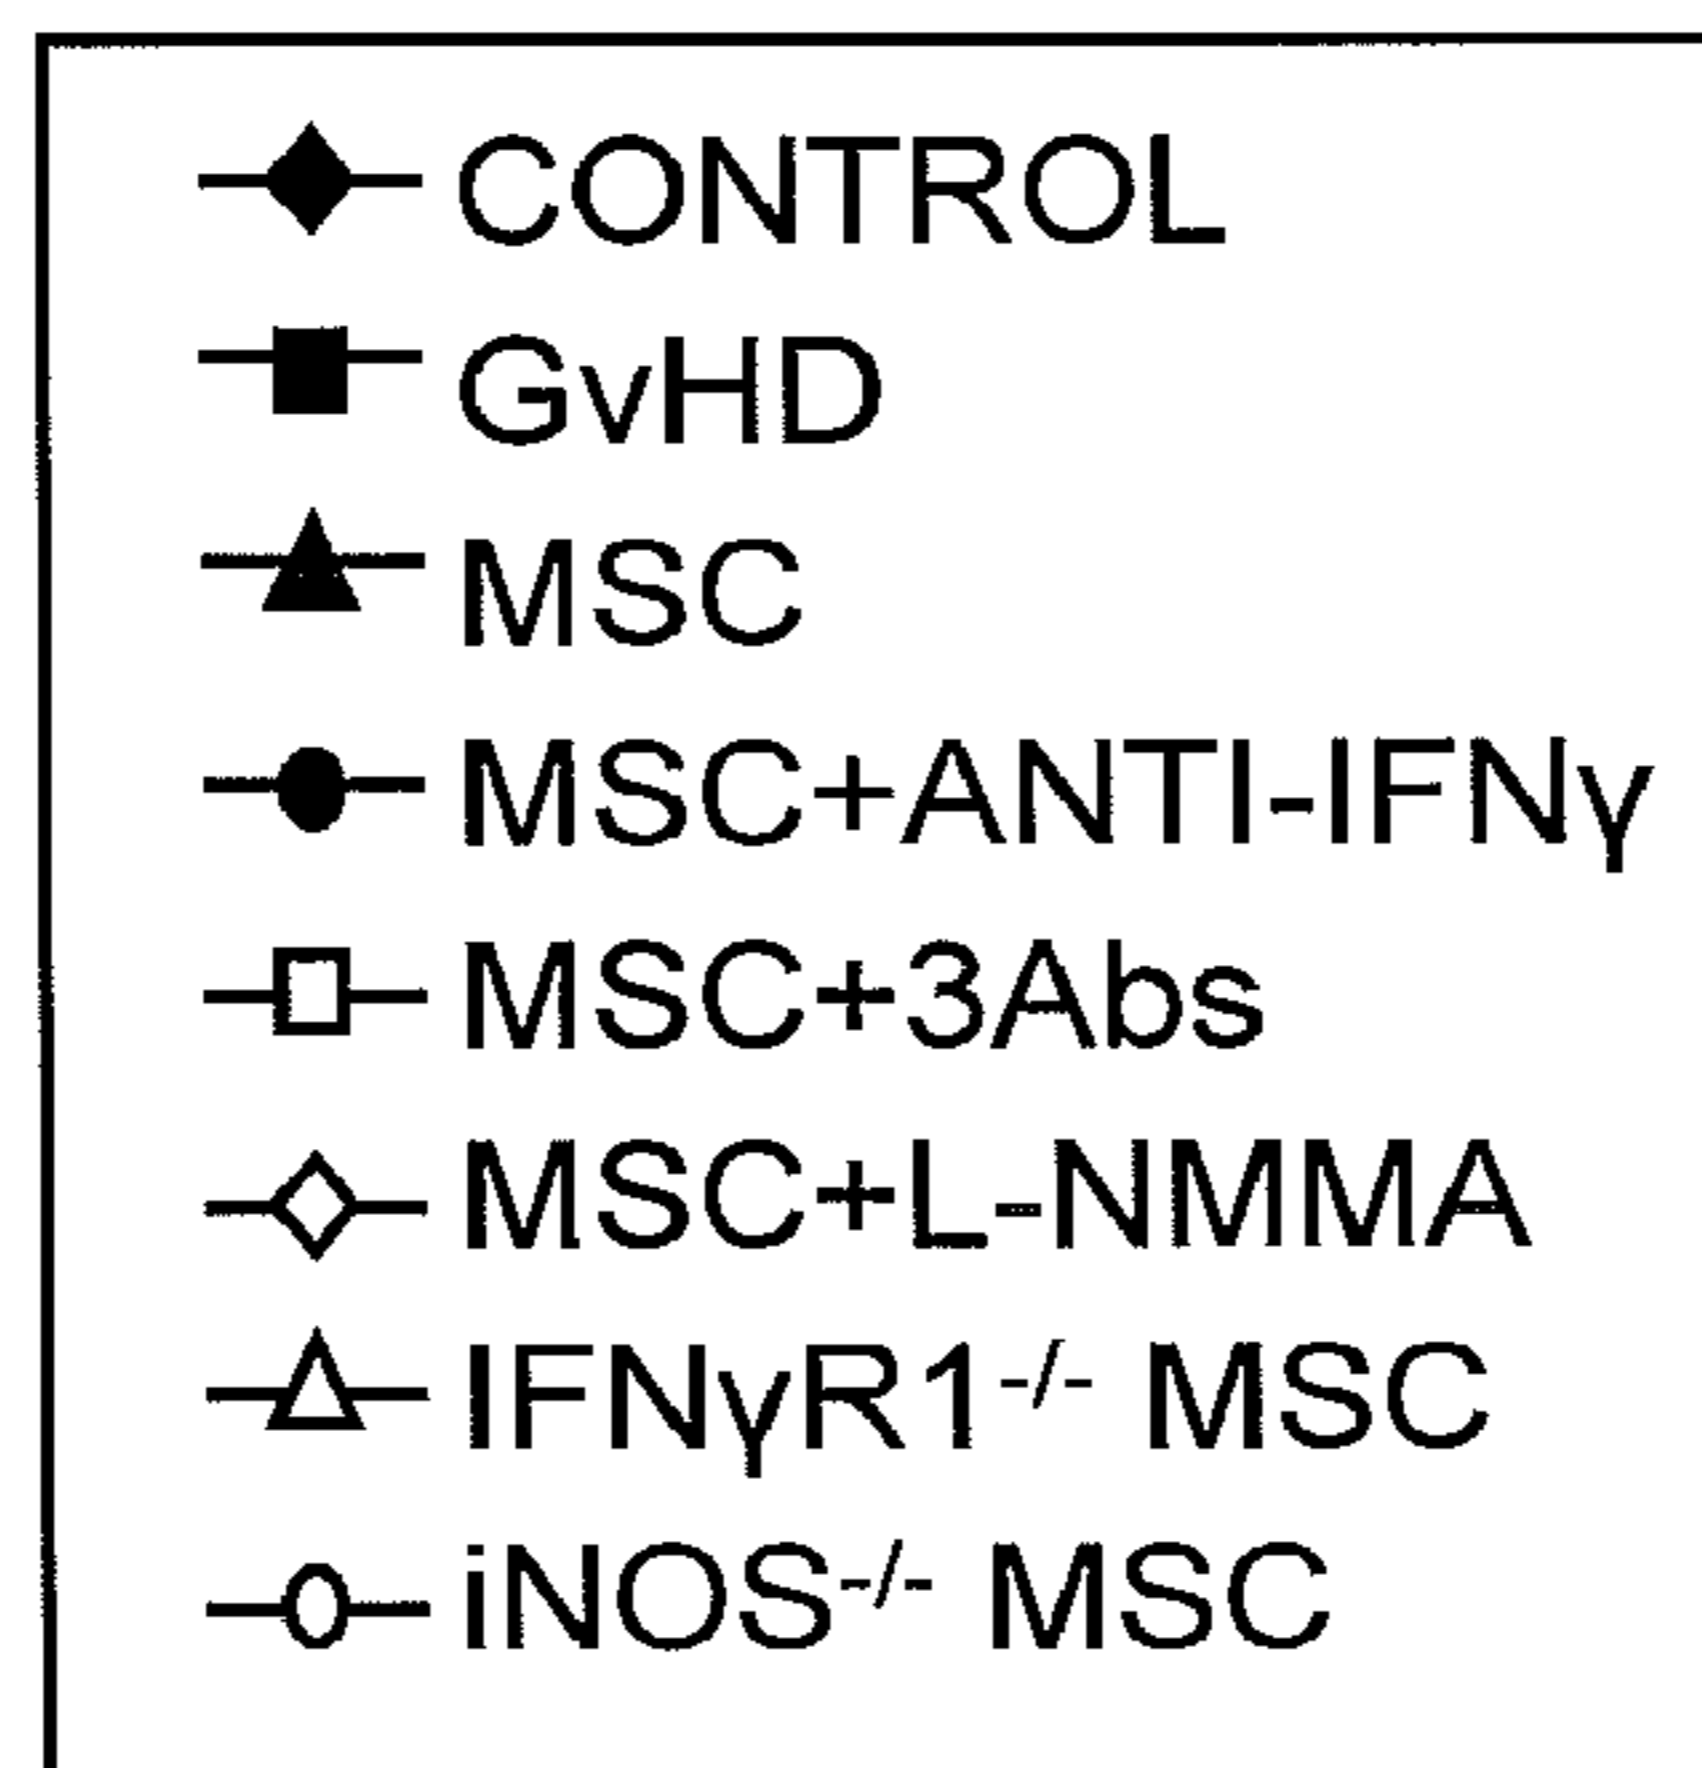 CONTROL
GvHD
MSC
MSC+ANTI-IFNγ
MSC+3Abs
MSC+L-NMMA
IFNγR1-/- MSC
iNOS-/- MSC